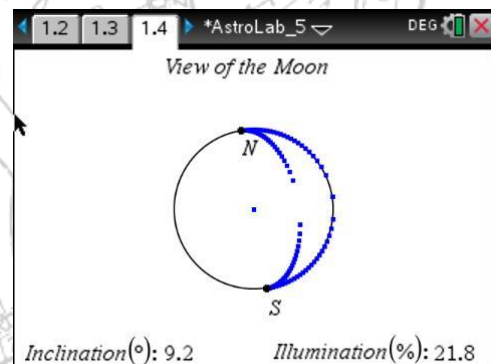 1.2 1.3 1.4 *AstroLab_5 DEG
View of the Moon
N
S
Inclination(°): 9.2 Illumination(%): 21.8